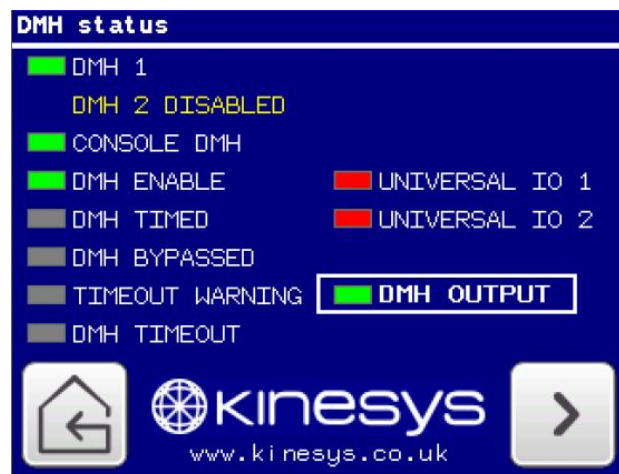 DMH status
DMH 1
DMH 2 DISABLED
CONSOLE DMH
DMH ENABLE
UNIVERSAL IO 1
DMH TIMED
UNIVERSAL IO 2
DMH BYPASSED
TIMEOUT WARNING
DMH OUTPUT
DMH TIMEOUT
KINESYS
www.kinesys.co.uk